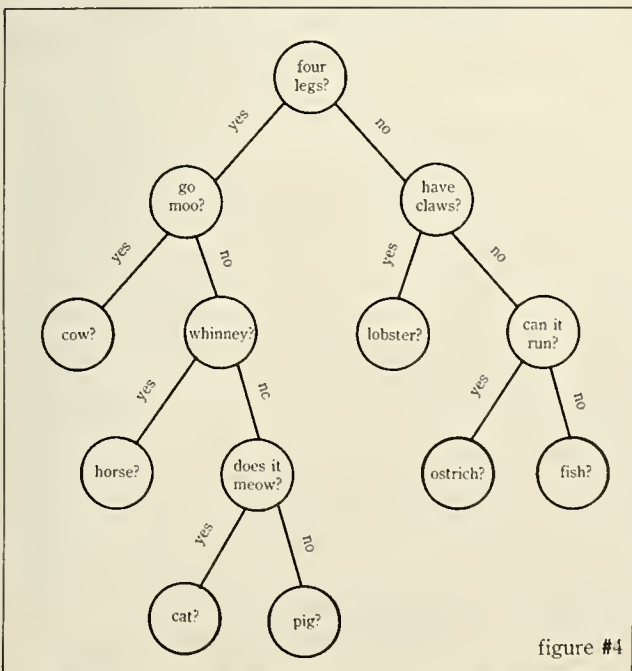 four
legs?
yes
no
go
moo?
have
claws?
yes
no
yes
no
cow?
whinney?
lobster?
can it
run?
yes
nc
yes
no
horse?
does it
meow?
ostrich?
fish?
yes
no
cat?
pig?
figure #4